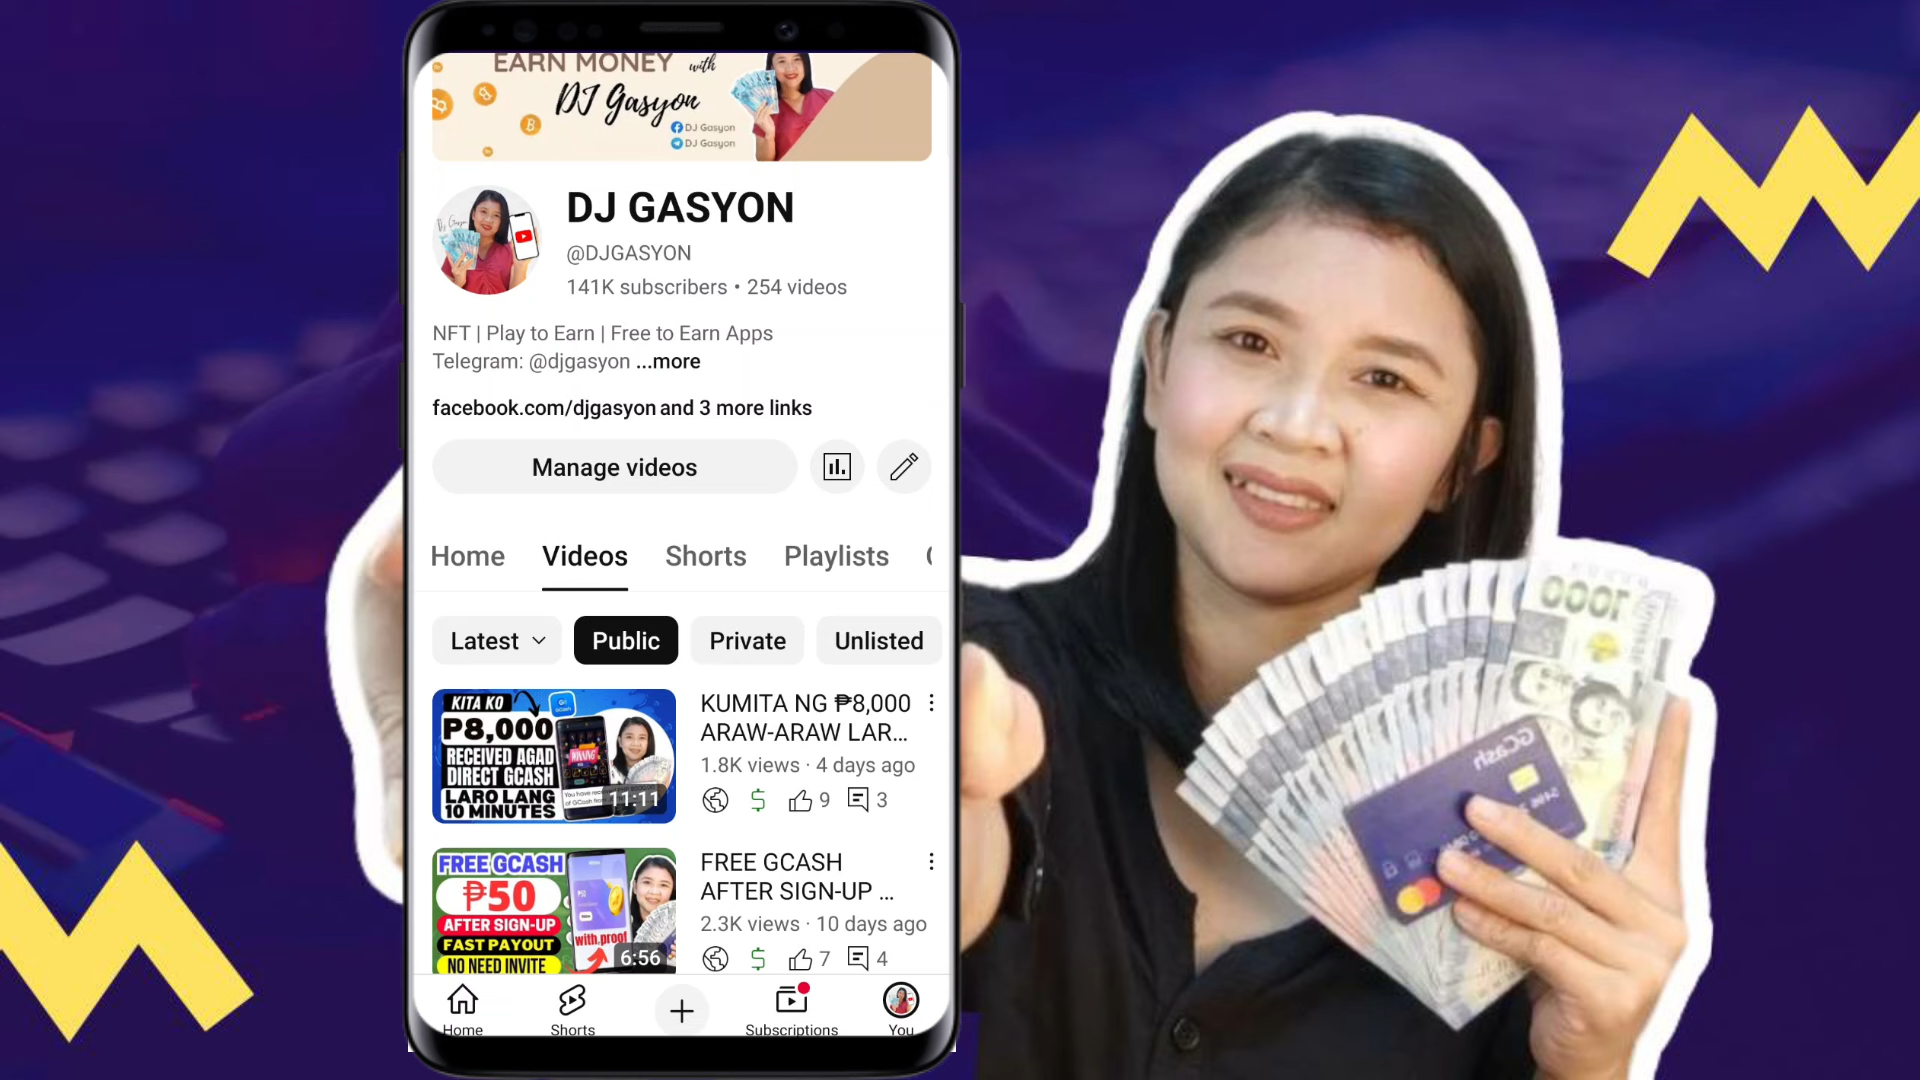 EARN MONEY with
DJ Gasyon
DJ Gasyon
DJ Gasyon
DJ GASYON
@DJGASYON
141K subscribers • 254 videos
NFT | Play to Earn | Free to Earn Apps
Telegram: @djgasyon ...more
facebook.com/djgasyon and 3 more links
Manage videos
Home Videos Shorts Playlists
Latest Public Private Unlisted
KITA KO
P8,000
RECEIVED AGAD
DIRECT GCASH
LARO LANG
10 MINUTES
11:11
KUMITA NG ₱8,000
ARAW-ARAW LAR...
1.8K views · 4 days ago
9 3
FREE GCASH
₱50
AFTER SIGN-UP
FAST PAYOUT
NO NEED INVITE
with.proof
6:56
FREE GCASH
AFTER SIGN-UP ...
2.3K views · 10 days ago
7 4
Home Shorts Subscriptions You
1000
GCash